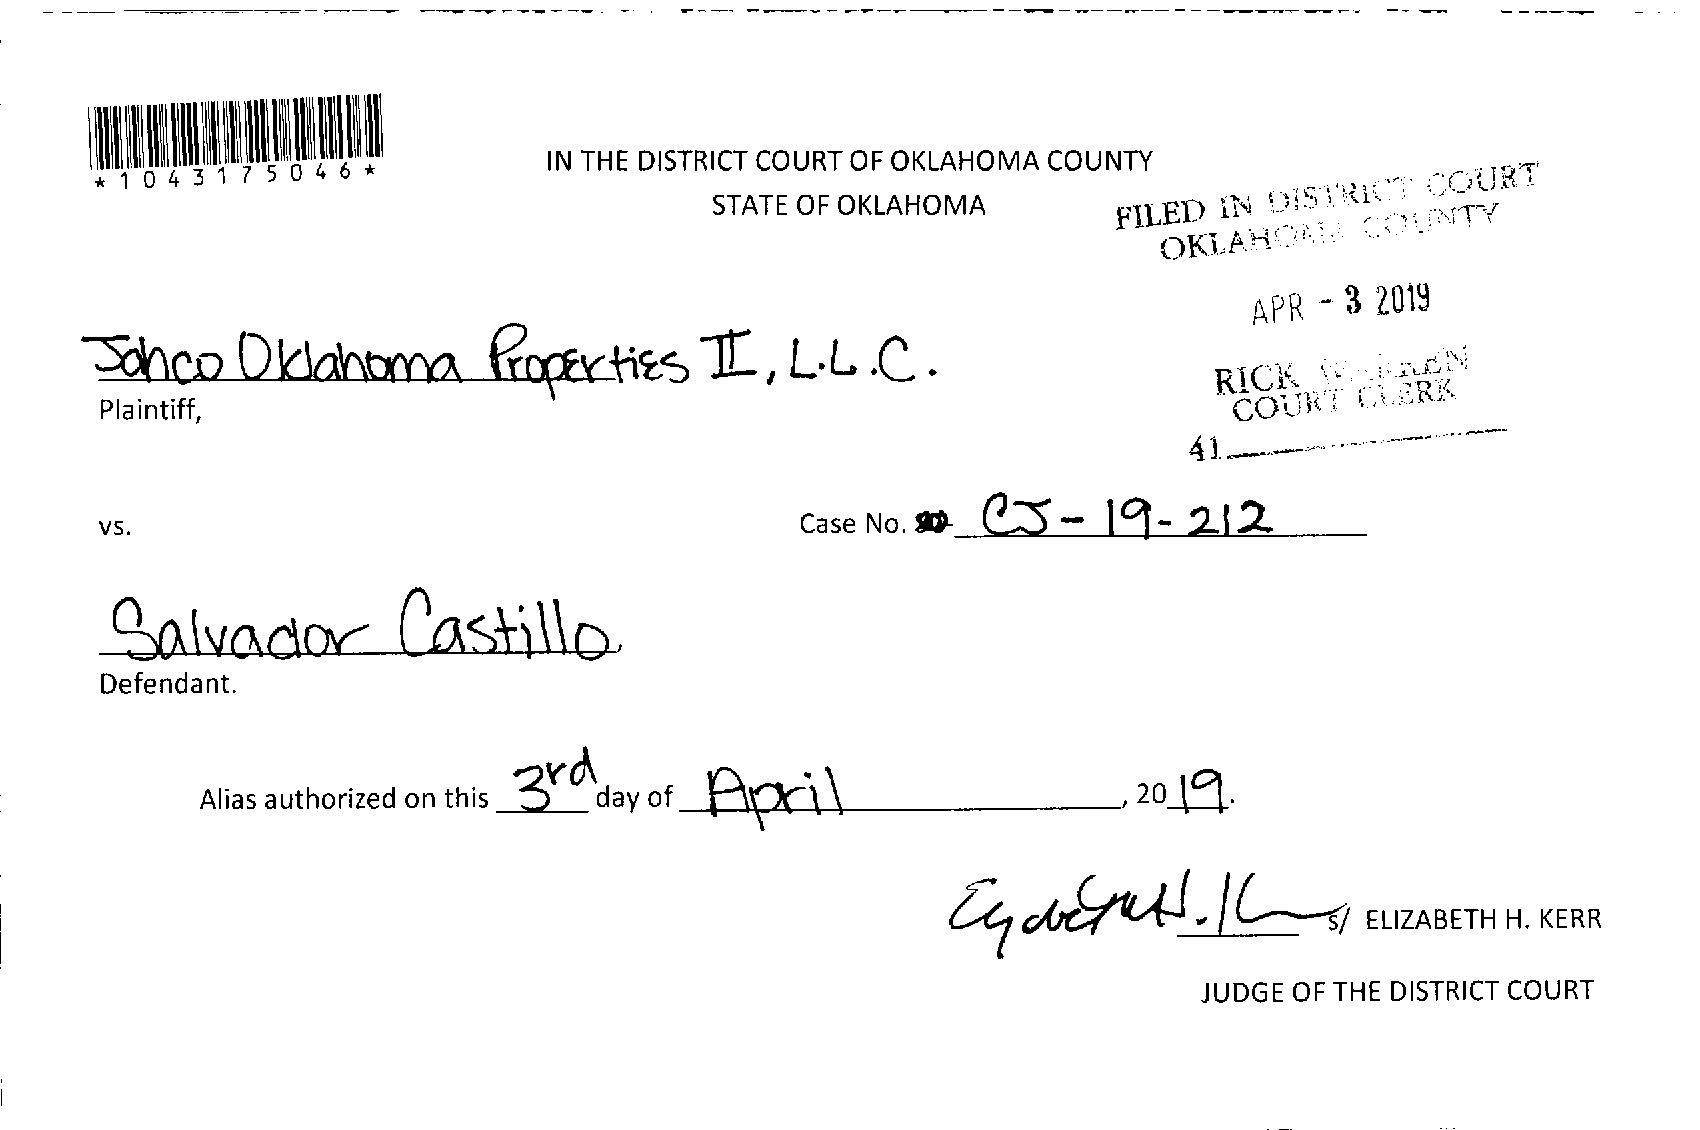 *1043175046*
IN THE DISTRICT COURT OF OKLAHOMA COUNTY
STATE OF OKLAHOMA
FILED IN DISTRICT COURT
OKLAHOMA COUNTY
APR - 3 2019
RICK WARREN
COURT CLERK
41
Jahco Oklahoma Properties II, L.L.C.
Plaintiff,
vs.
Case No. CJ-19-212
Salvador Castillo
Defendant.
Alias authorized on this 3rd day of April, 2019.
s/ ELIZABETH H. KERR
JUDGE OF THE DISTRICT COURT